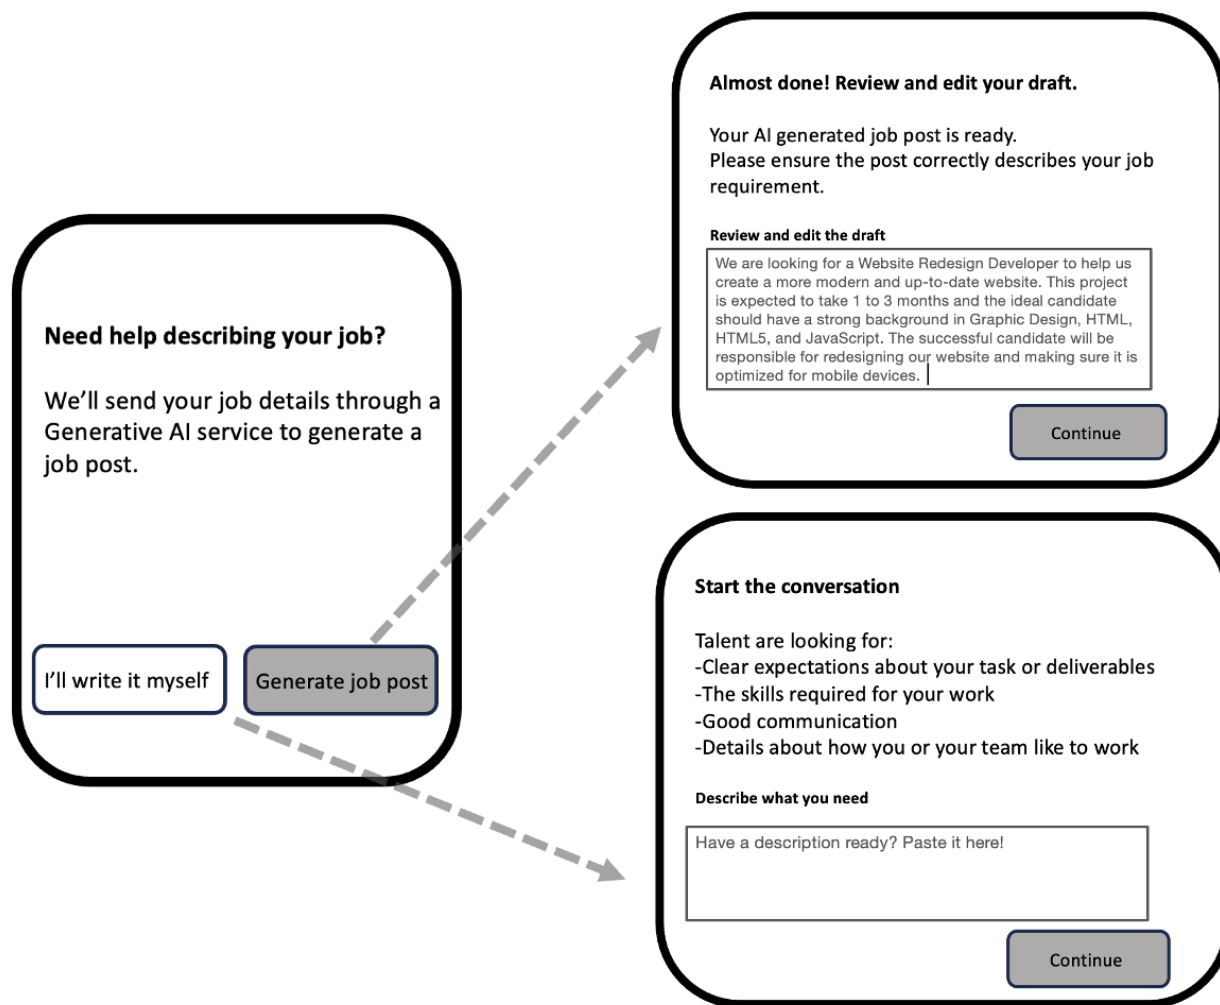 Need help describing your job?
We'll send your job details through a
Generative AI service to generate a
job post.
I'll write it myself
Generate job post
Almost done! Review and edit your draft.
Your AI generated job post is ready.
Please ensure the post correctly describes your job
requirement.
Review and edit the draft
We are looking for a Website Redesign Developer to help us
create a more modern and up-to-date website. This project
is expected to take 1 to 3 months and the ideal candidate
should have a strong background in Graphic Design, HTML,
HTML5, and JavaScript. The successful candidate will be
responsible for redesigning our website and making sure it is
optimized for mobile devices.
Continue
Start the conversation
Talent are looking for:
-Clear expectations about your task or deliverables
-The skills required for your work
-Good communication
-Details about how you or your team like to work
Describe what you need
Have a description ready? Paste it here!
Continue